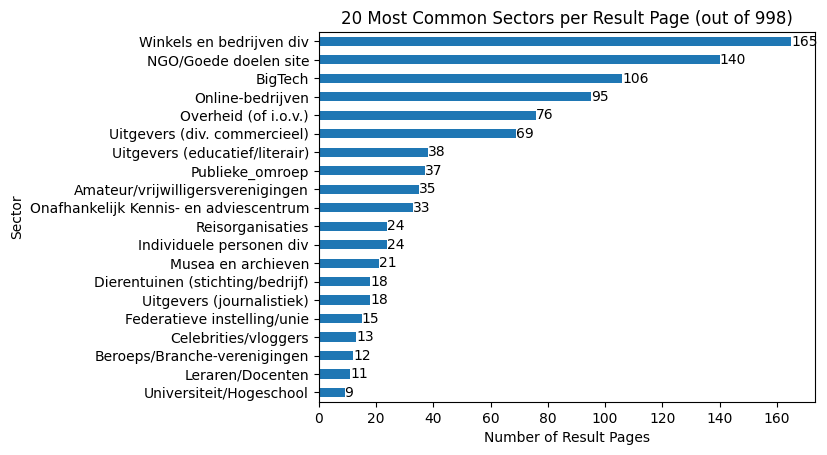 20 Most Common Sectors per Result Page (out of 998)
Sector
Winkels en bedrijven div 165
NGO/Goede doelen site 140
BigTech 106
Online-bedrijven 95
Overheid (of i.o.v.) 76
Uitgevers (div. commercieel) 69
Uitgevers (educatief/literair) 38
Publieke_omroep 37
Amateur/vrijwilligersverenigingen 35
Onafhankelijk Kennis- en adviescentrum 33
Reisorganisaties 24
Individuele personen div 24
Musea en archieven 21
Dierentuinen (stichting/bedrijf) 18
Uitgevers (journalistiek) 18
Federatieve instelling/unie 15
Celebrities/vloggers 13
Beroeps/Branche-verenigingen 12
Leraren/Docenten 11
Universiteit/Hogeschool 9
0 20 40 60 80 100 120 140 160
Number of Result Pages